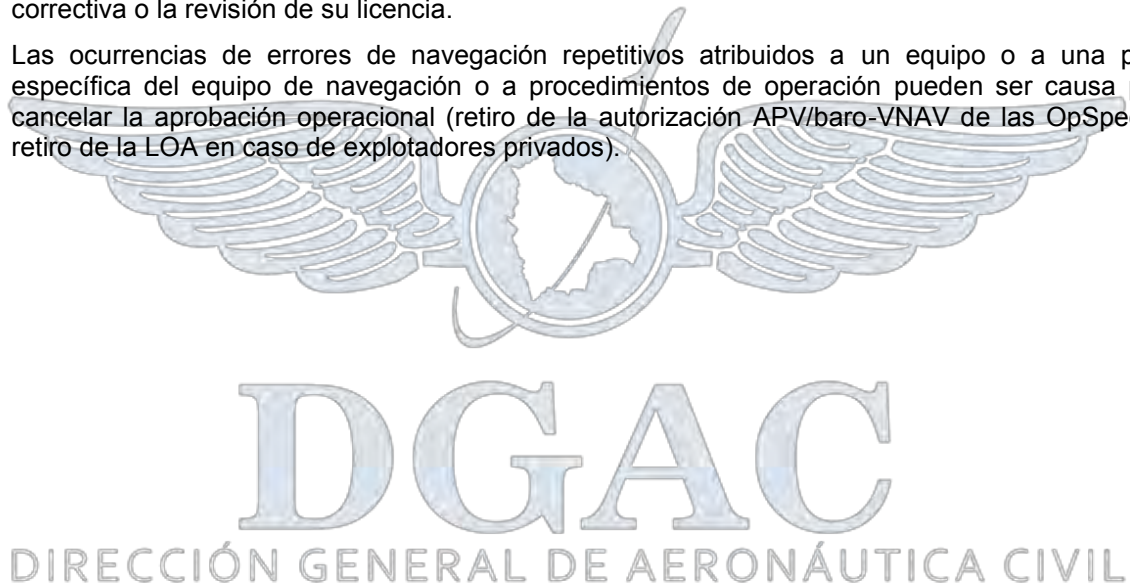 correctiva o la revisión de su licencia.
Las ocurrencias de errores de navegación repetitivos atribuidos a un equipo o a una p
específica del equipo de navegación o a procedimientos de operación pueden ser causa
cancelar la aprobación operacional (retiro de la autorización APV/baro-VNAV de las OpSpe
retiro de la LOA en caso de explotadores privados).
DGAC
DIRECCIÓN GENERAL DE AERONÁUTICA CIVIL